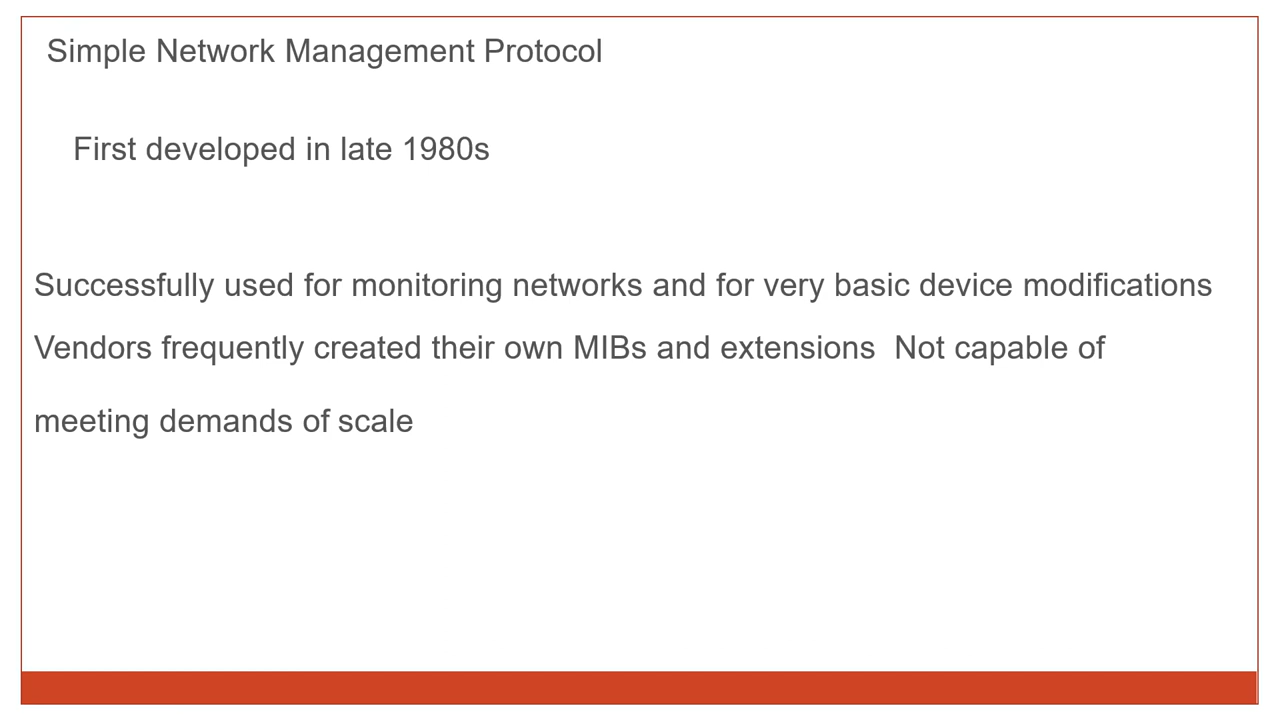 Simple Network Management Protocol
First developed in late 1980s
Successfully used for monitoring networks and for very basic device modifications
Vendors frequently created their own MIBs and extensions  Not capable of
meeting demands of scale